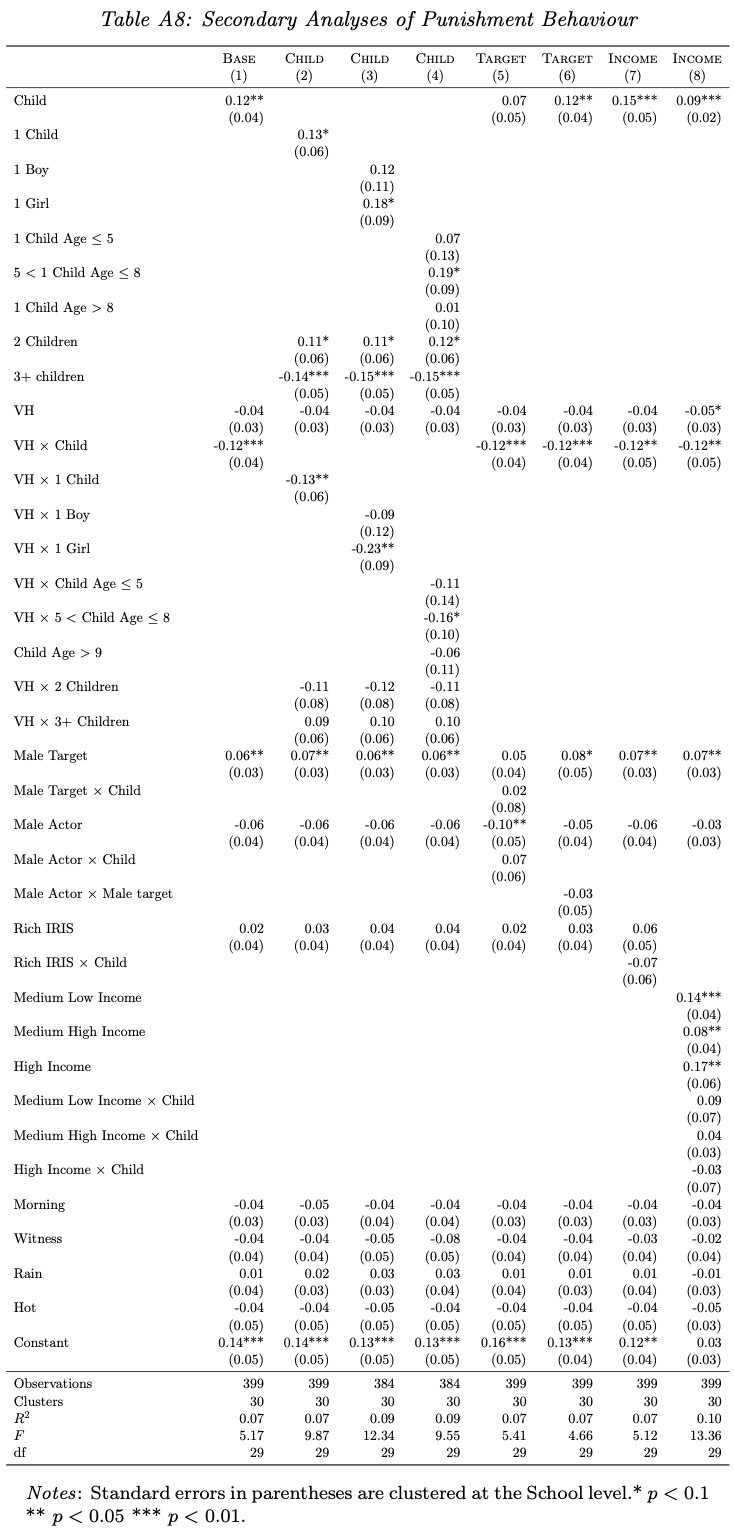 Table A8: Secondary Analyses of Punishment Behaviour
BASE CHILD CHILD CHILD TARGET TARGET INCOME INCOME
(1) (2) (3) (4) (5) (6) (7) (8)
Child 0.12** 0.07 0.12** 0.15*** 0.09***
(0.04) (0.05) (0.04) (0.05) (0.02)
1 Child 0.13*
(0.06)
1 Boy 0.12
(0.11)
1 Girl 0.18*
(0.09)
1 Child Age ≤ 5 0.07
(0.13)
5 < 1 Child Age ≤ 8 0.19*
(0.09)
1 Child Age > 8 0.01
(0.10)
2 Children 0.11* 0.11* 0.12*
(0.06) (0.06) (0.06)
3+ children -0.14*** -0.15*** -0.15***
(0.05) (0.05) (0.05)
VH -0.04 -0.04 -0.04 -0.04 -0.04 -0.04 -0.04 -0.05*
(0.03) (0.03) (0.03) (0.03) (0.03) (0.03) (0.03) (0.03)
VH × Child -0.12*** -0.12*** -0.12*** -0.12** -0.12**
(0.04) (0.04) (0.04) (0.05) (0.05)
VH × 1 Child -0.13**
(0.06)
VH × 1 Boy -0.09
(0.12)
VH × 1 Girl -0.23**
(0.09)
VH × Child Age ≤ 5 -0.11
(0.14)
VH × 5 < Child Age ≤ 8 -0.16*
(0.10)
Child Age > 9 -0.06
(0.11)
VH × 2 Children -0.11 -0.12 -0.11
(0.08) (0.08) (0.08)
VH × 3+ Children 0.09 0.10 0.10
(0.06) (0.06) (0.06)
Male Target 0.06** 0.07** 0.06** 0.06** 0.05 0.08* 0.07** 0.07**
(0.03) (0.03) (0.03) (0.03) (0.04) (0.05) (0.03) (0.03)
Male Target × Child 0.02
(0.08)
Male Actor -0.06 -0.06 -0.06 -0.06 -0.10** -0.05 -0.06 -0.03
(0.04) (0.04) (0.04) (0.04) (0.05) (0.04) (0.04) (0.03)
Male Actor × Child 0.07
(0.06)
Male Actor × Male target -0.03
(0.05)
Rich IRIS 0.02 0.03 0.04 0.04 0.02 0.03 0.06
(0.04) (0.04) (0.04) (0.04) (0.04) (0.04) (0.05)
Rich IRIS × Child -0.07
(0.06)
Medium Low Income 0.14***
(0.04)
Medium High Income 0.08**
(0.04)
High Income 0.17**
(0.06)
Medium Low Income × Child 0.09
(0.07)
Medium High Income × Child 0.04
(0.03)
High Income × Child -0.03
(0.07)
Morning -0.04 -0.05 -0.04 -0.04 -0.04 -0.04 -0.04 -0.04
(0.03) (0.03) (0.04) (0.04) (0.03) (0.03) (0.03) (0.03)
Witness -0.04 -0.04 -0.05 -0.08 -0.04 -0.04 -0.03 -0.02
(0.04) (0.04) (0.05) (0.05) (0.04) (0.04) (0.04) (0.04)
Rain 0.01 0.02 0.03 0.03 0.01 0.01 0.01 -0.01
(0.04) (0.03) (0.03) (0.04) (0.04) (0.03) (0.04) (0.03)
Hot -0.04 -0.04 -0.05 -0.04 -0.04 -0.04 -0.04 -0.05
(0.05) (0.05) (0.05) (0.05) (0.05) (0.05) (0.05) (0.03)
Constant 0.14*** 0.14*** 0.13*** 0.13*** 0.16*** 0.13*** 0.12** 0.03
(0.05) (0.05) (0.05) (0.05) (0.05) (0.04) (0.04) (0.03)
Observations 399 399 384 384 399 399 399 399
Clusters 30 30 30 30 30 30 30 30
R² 0.07 0.07 0.09 0.09 0.07 0.07 0.07 0.10
F 5.17 9.87 12.34 9.55 5.41 4.66 5.12 13.36
df 29 29 29 29 29 29 29 29
Notes: Standard errors in parentheses are clustered at the School level.* p < 0.1
** p < 0.05 *** p < 0.01.